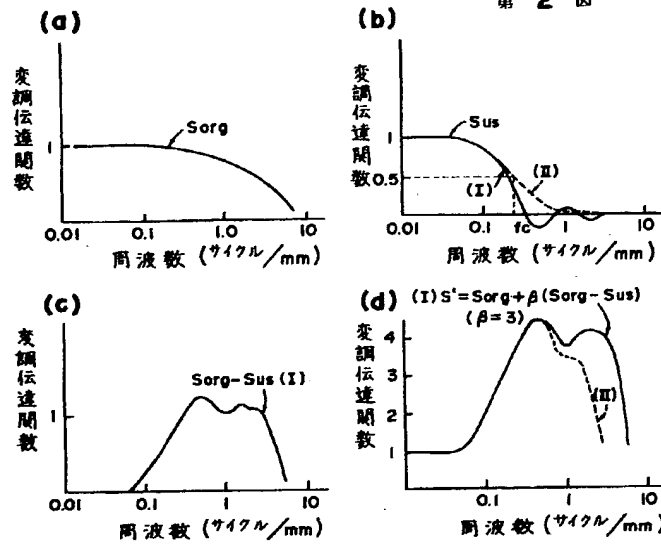 第 2 図
(a)
変調伝達関数
1
Sorg
0.01
0.1
1.0
10
周波数 (サイクル/mm)
(b)
変調伝達関数
1
0.5
0
Sus
(I)
(II)
fc
0.01
0.1
1
10
周波数 (サイクル/mm)
(c)
変調伝達関数
1
Sorg-Sus (I)
0.01
0.1
1
10
周波数 (サイクル/mm)
(d)
(I) S'=Sorg+β(Sorg-Sus)
(β=3)
変調伝達関数
4
3
2
1
(II)
0.1
1
10
周波数 (サイクル/mm)